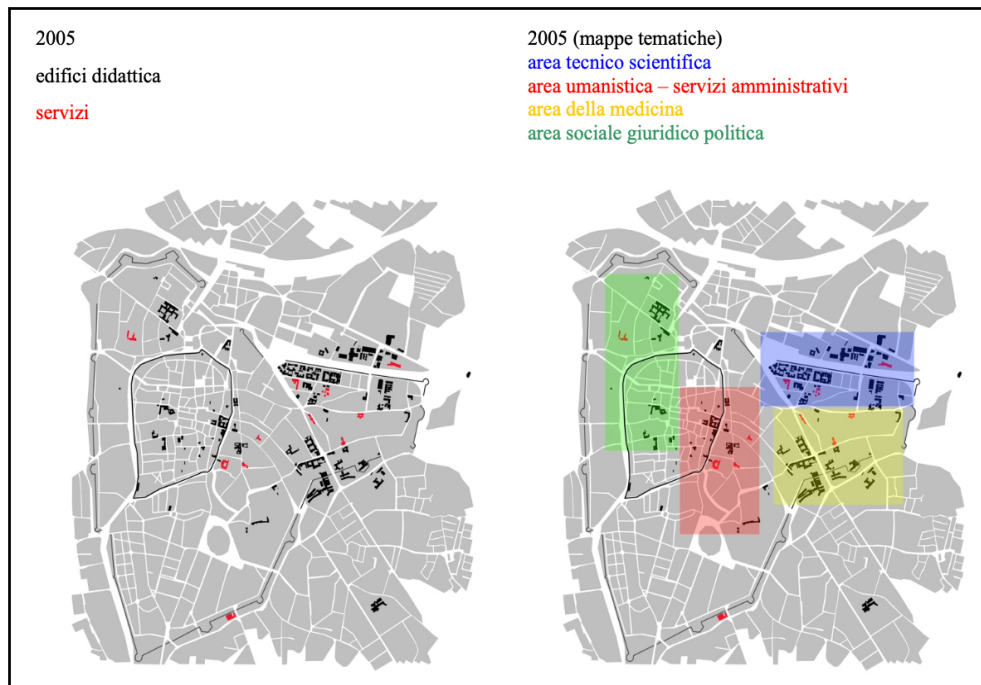 2005
edifici didattica
servizi
2005 (mappe tematiche)
area tecnico scientifica
area umanistica – servizi amministrativi
area della medicina
area sociale giuridico politica